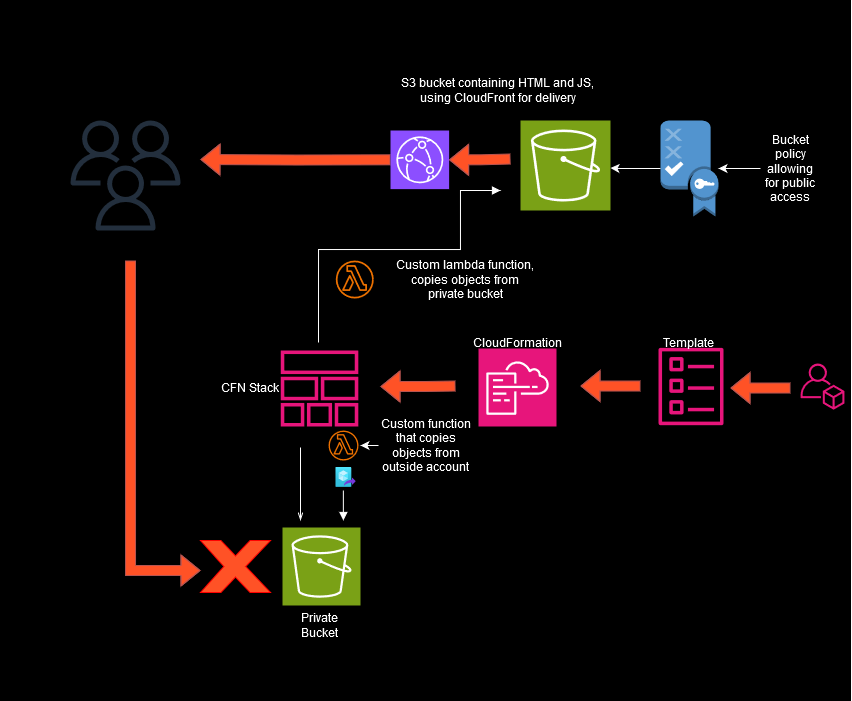 S3 bucket containing HTML and JS,
using CloudFront for delivery
Bucket
policy
allowing
for public
access
Custom lambda function,
copies objects from
private bucket
CloudFormation
Template
CFN Stack
Custom function
that copies
objects from
outside account
Private
Bucket